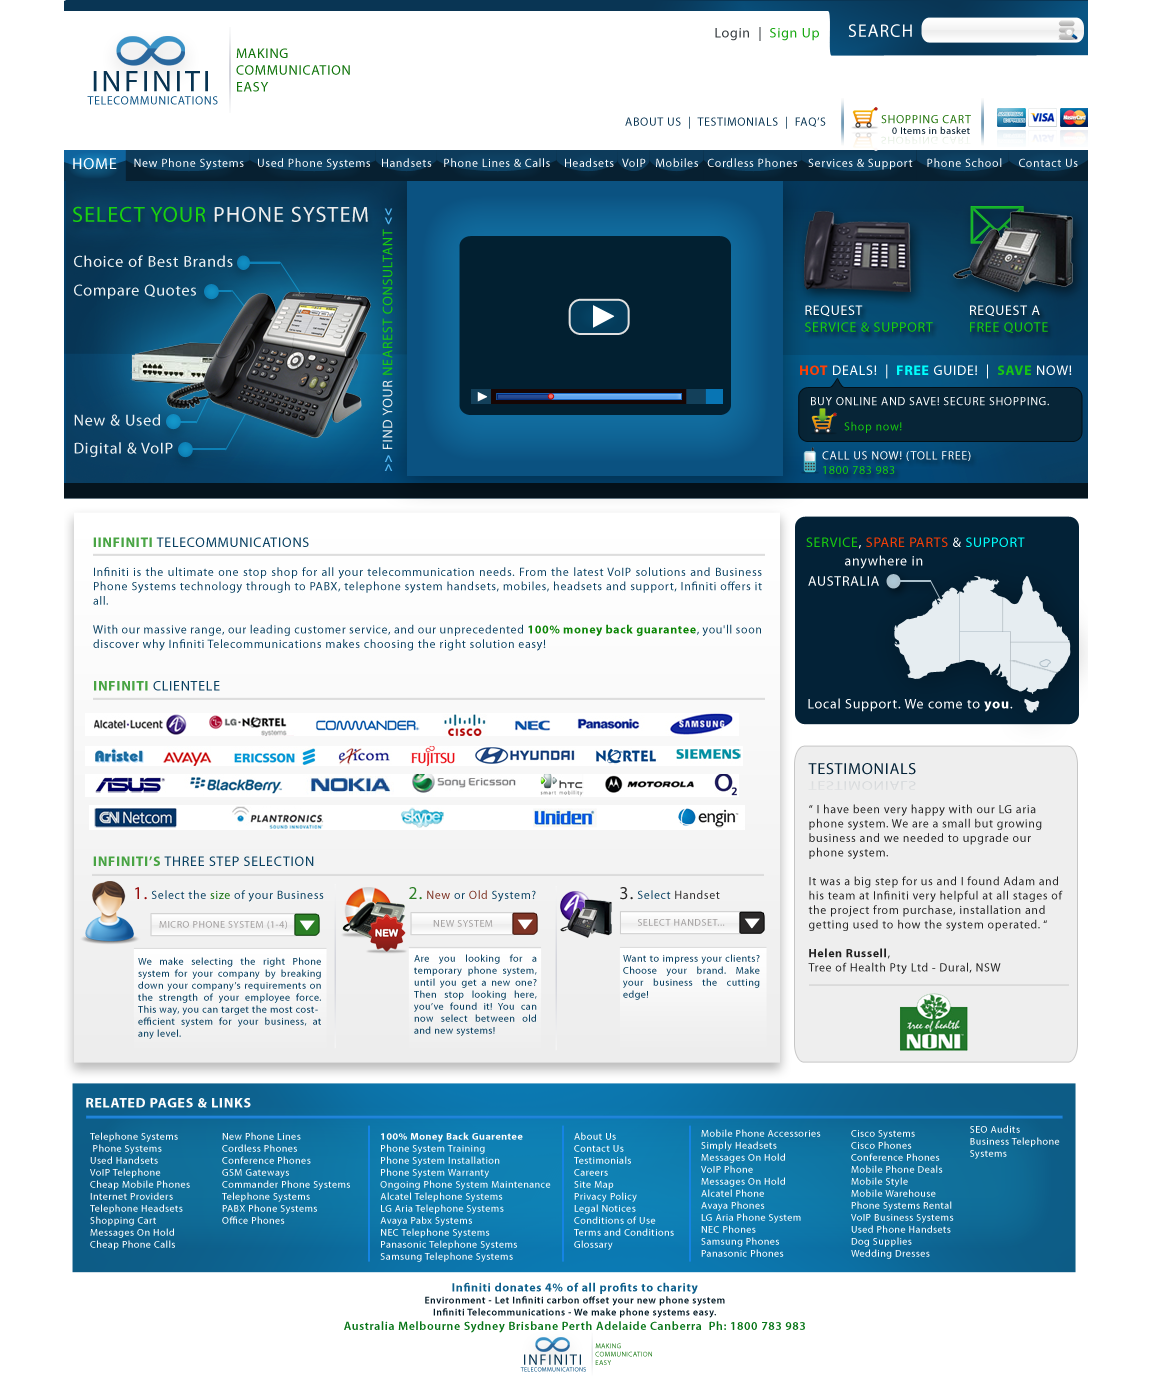 Login | Sign Up
SEARCH
INFINITI
TELECOMMUNICATIONS
MAKING
COMMUNICATION
EASY
ABOUT US | TESTIMONIALS | FAQ'S
SHOPPING CART
0 Items in basket
AMERICAN EXPRESS
VISA
MasterCard
HOME
New Phone Systems
Used Phone Systems
Handsets
Phone Lines & Calls
Headsets
VoIP
Mobiles
Cordless Phones
Services & Support
Phone School
Contact Us
SELECT YOUR PHONE SYSTEM
Choice of Best Brands
Compare Quotes
New & Used
Digital & VoIP
>> FIND YOUR NEAREST CONSULTANT <<
REQUEST
SERVICE & SUPPORT
REQUEST A
FREE QUOTE
HOT DEALS! | FREE GUIDE! | SAVE NOW!
BUY ONLINE AND SAVE! SECURE SHOPPING.
Shop now!
CALL US NOW! (TOLL FREE)
1800 783 983
IINFINITI TELECOMMUNICATIONS
Infiniti is the ultimate one stop shop for all your telecommunication needs. From the latest VoIP solutions and Business
Phone Systems technology through to PABX, telephone system handsets, mobiles, headsets and support, Infiniti offers it
all.
With our massive range, our leading customer service, and our unprecedented 100% money back guarantee, you'll soon
discover why Infiniti Telecommunications makes choosing the right solution easy!
INFINITI CLIENTELE
Alcatel·Lucent
LG-NORTEL
systems
COMMANDER
CISCO
NEC
Panasonic
SAMSUNG
Aristel
AVAYA
ERICSSON
exicom
FUJITSU
HYUNDAI
NORTEL
SIEMENS
ASUS
BlackBerry
NOKIA
Sony Ericsson
htc
smart mobility
MOTOROLA
O2
GN Netcom
PLANTRONICS
SOUND INNOVATION
skype
Uniden
engin
INFINITI'S THREE STEP SELECTION
1. Select the size of your Business
MICRO PHONE SYSTEM (1-4)
We make selecting the right Phone
system for your company by breaking
down your company's requirements on
the strength of your employee force.
This way, you can target the most cost-
efficient system for your business, at
any level.
NEW
2. New or Old System?
NEW SYSTEM
Are you looking for a
temporary phone system,
until you get a new one?
Then stop looking here,
you've found it! You can
now select between old
and new systems!
3. Select Handset
SELECT HANDSET...
Want to impress your clients?
Choose your brand. Make
your business the cutting
edge!
SERVICE, SPARE PARTS & SUPPORT
anywhere in
AUSTRALIA
Local Support. We come to you.
TESTIMONIALS
“ I have been very happy with our LG aria
phone system. We are a small but growing
business and we needed to upgrade our
phone system.
It was a big step for us and I found Adam and
his team at Infiniti very helpful at all stages of
the project from purchase, installation and
getting used to how the system operated. “
Helen Russell,
Tree of Health Pty Ltd - Dural, NSW
tree of health
NONI
RELATED PAGES & LINKS
Telephone Systems
Phone Systems
Used Handsets
VoIP Telephone
Cheap Mobile Phones
Internet Providers
Telephone Headsets
Shopping Cart
Messages On Hold
Cheap Phone Calls
New Phone Lines
Cordless Phones
Conference Phones
GSM Gateways
Commander Phone Systems
Telephone Systems
PABX Phone Systems
Office Phones
100% Money Back Guarentee
Phone System Training
Phone System Installation
Phone System Warranty
Ongoing Phone System Maintenance
Alcatel Telephone Systems
LG Aria Telephone Systems
Avaya Pabx Systems
NEC Telephone Systems
Panasonic Telephone Systems
Samsung Telephone Systems
About Us
Contact Us
Testimonials
Careers
Site Map
Privacy Policy
Legal Notices
Conditions of Use
Terms and Conditions
Glossary
Mobile Phone Accessories
Simply Headsets
Messages On Hold
VoIP Phone
Messages On Hold
Alcatel Phone
Avaya Phones
LG Aria Phone System
NEC Phones
Samsung Phones
Panasonic Phones
Cisco Systems
Cisco Phones
Conference Phones
Mobile Phone Deals
Mobile Style
Mobile Warehouse
Phone Systems Rental
VoIP Business Systems
Used Phone Handsets
Dog Supplies
Wedding Dresses
SEO Audits
Business Telephone
Systems
Infiniti donates 4% of all profits to charity
Environment - Let Infiniti carbon offset your new phone system
Infiniti Telecommunications - We make phone systems easy.
Australia Melbourne Sydney Brisbane Perth Adelaide Canberra Ph: 1800 783 983
INFINITI
TELECOMMUNICATIONS
MAKING
COMMUNICATION
EASY